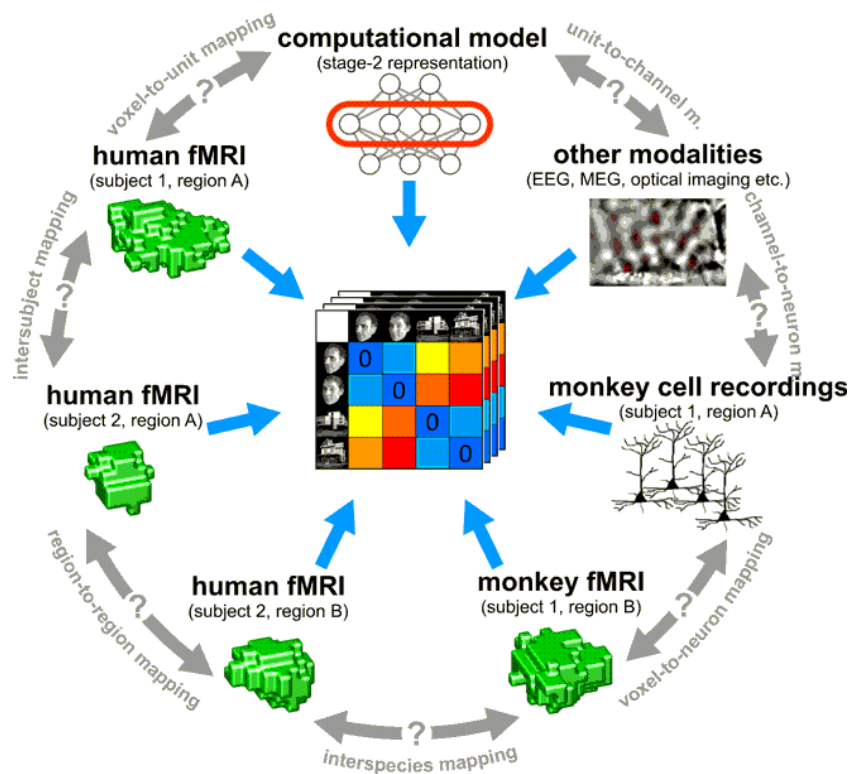 computational model
(stage-2 representation)
voxel-to-unit mapping
?
unit-to-channel m.
?
human fMRI
(subject 1, region A)
other modalities
(EEG, MEG, optical imaging etc.)
intersubject mapping
?
channel-to-neuron m.
?
0
0
0
0
human fMRI
(subject 2, region A)
monkey cell recordings
(subject 1, region A)
region-to-region mapping
?
human fMRI
(subject 2, region B)
monkey fMRI
(subject 1, region B)
voxel-to-neuron mapping
?
?
interspecies mapping